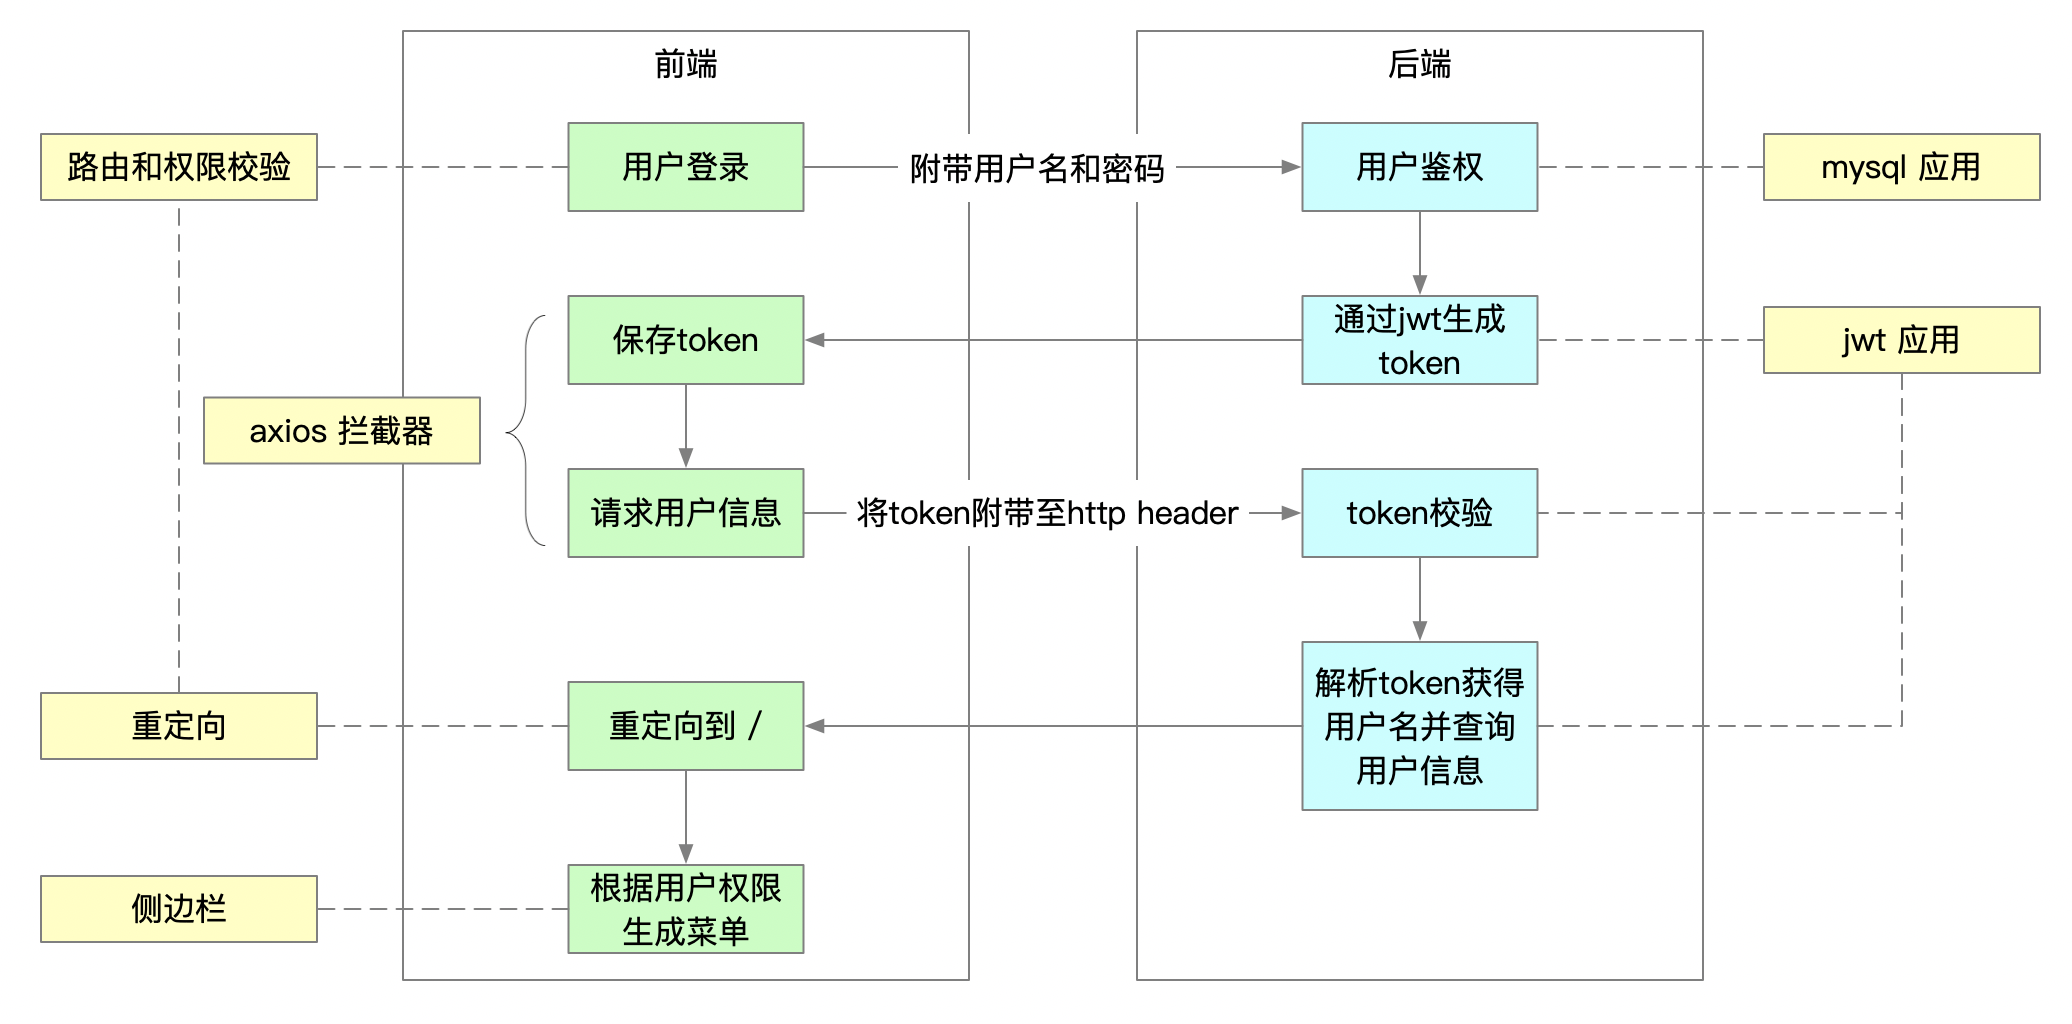 前端
后端
路由和权限校验
用户登录
附带用户名和密码
用户鉴权
mysql 应用
保存token
通过jwt生成
token
jwt 应用
axios 拦截器
请求用户信息
将token附带至http header
token校验
重定向
重定向到 /
解析token获得
用户名并查询
用户信息
侧边栏
根据用户权限
生成菜单